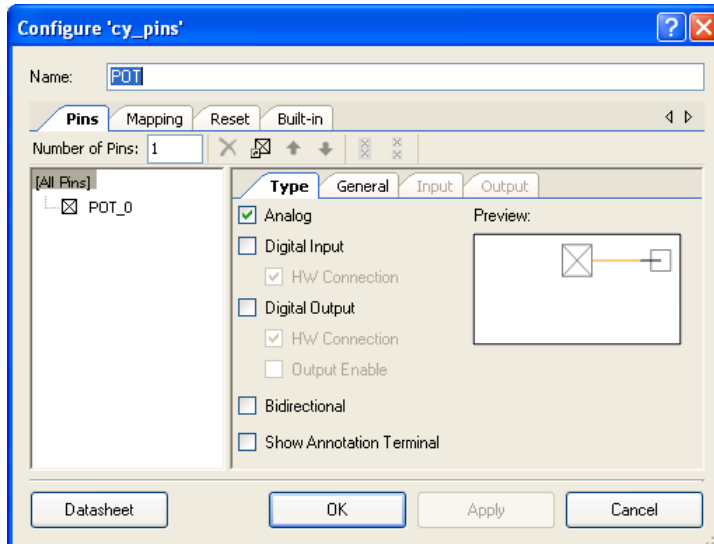 Configure 'cy_pins'
Name: POT
Pins Mapping Reset Built-in
Number of Pins: 1
[All Pins]
POT_0
Type General Input Output
Analog
Preview:
Digital Input
HW Connection
Digital Output
HW Connection
Output Enable
Bidirectional
Show Annotation Terminal
Datasheet OK Apply Cancel